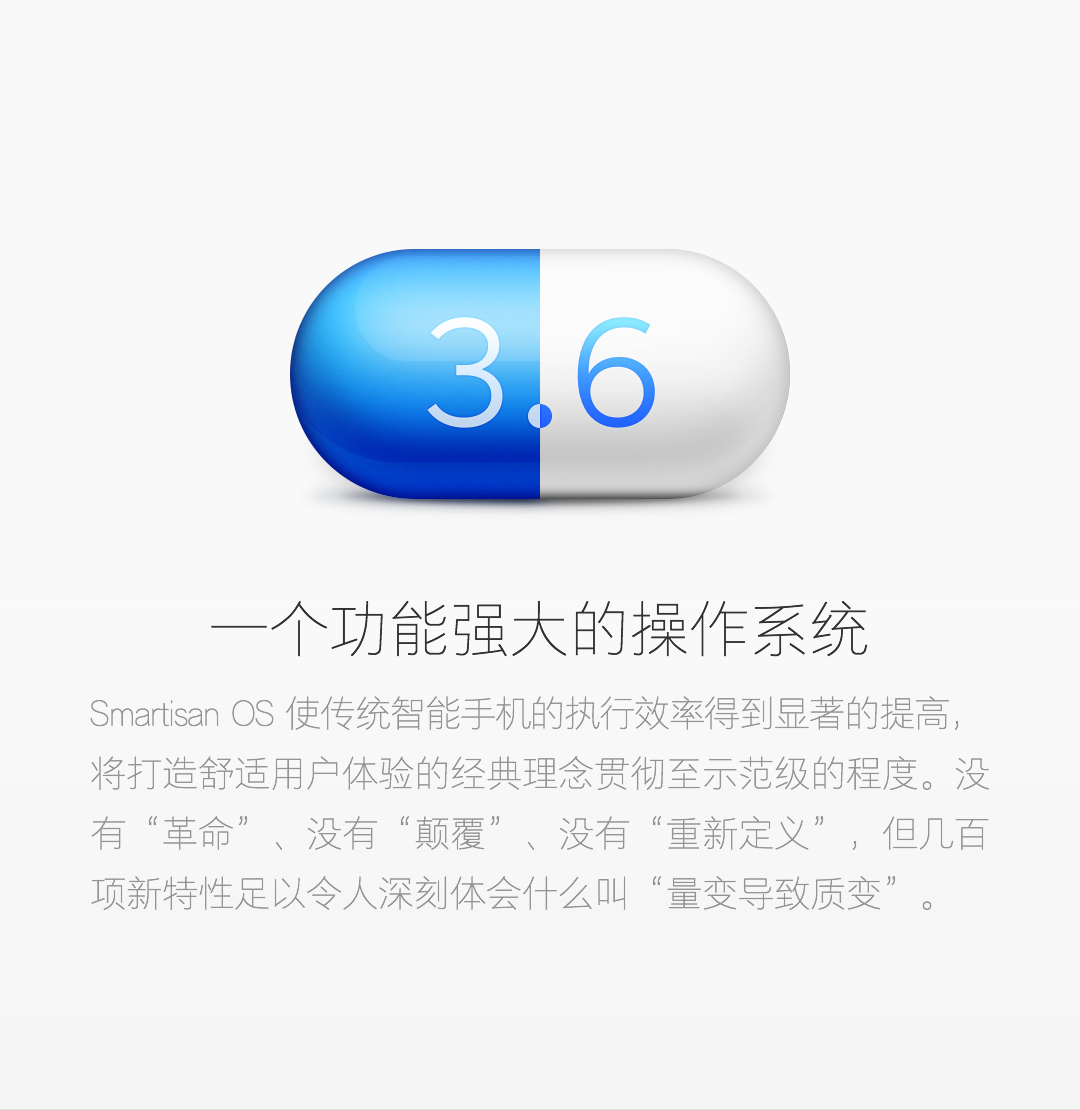 3.6
一个功能强大的操作系统
Smartisan OS 使传统智能手机的执行效率得到显著的提高，
将打造舒适用户体验的经典理念贯彻至示范级的程度。没
有“革命”、没有“颠覆”、没有“重新定义”，但几百
项新特性足以令人深刻体会什么叫“量变导致质变”。